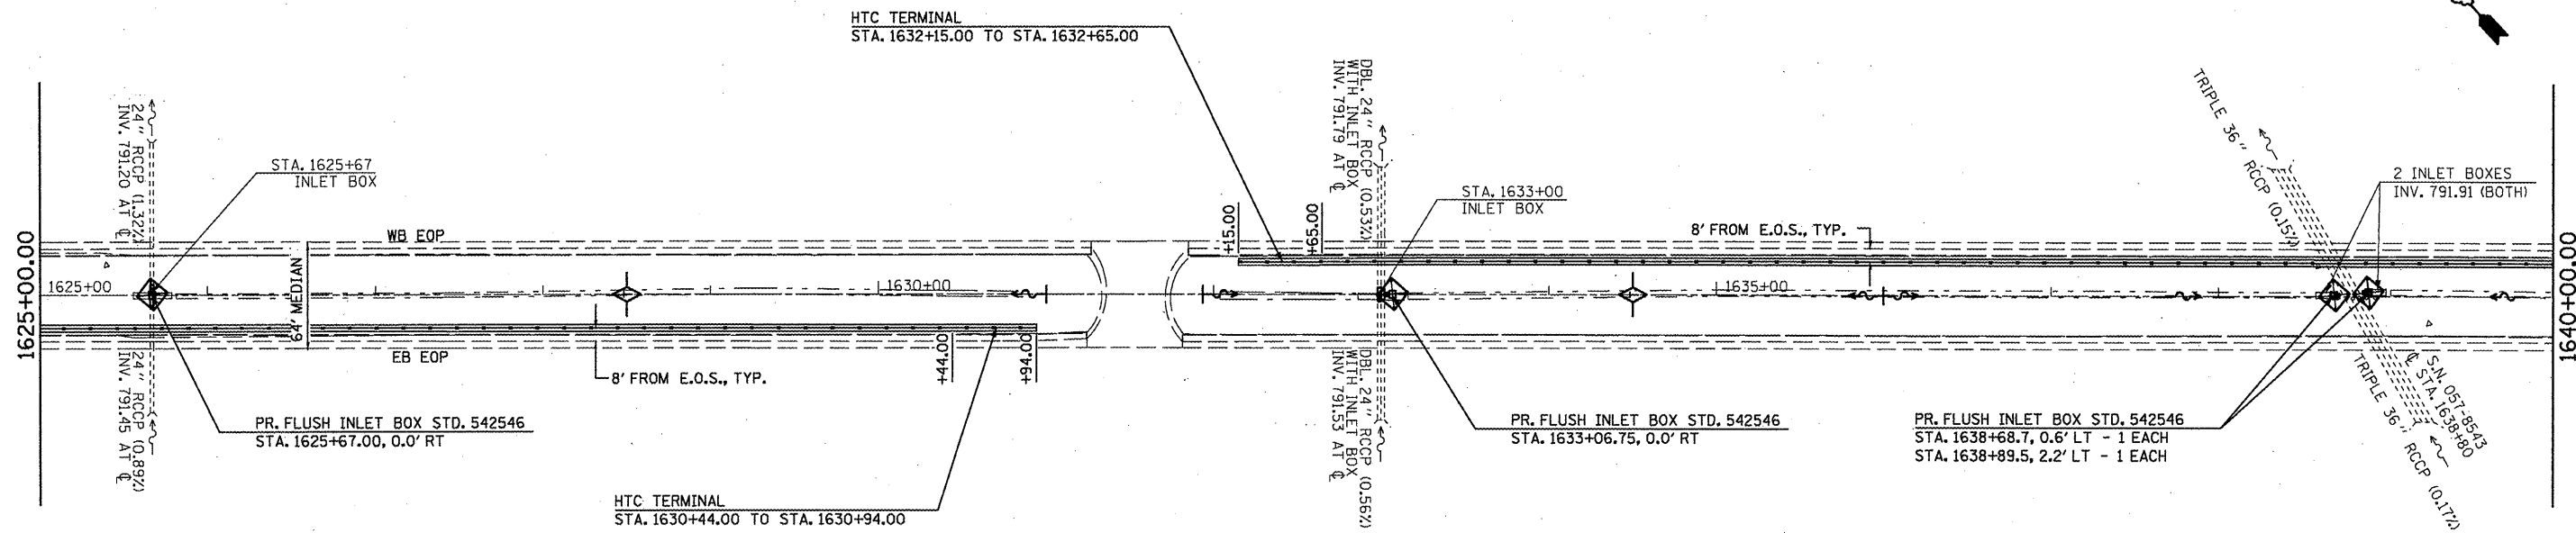 HTC TERMINAL
STA. 1632+15.00 TO STA. 1632+65.00
24" RCCP (1.32%)
INV. 791.20 AT ℄
STA. 1625+67
INLET BOX
DBL. 24" RCCP (0.53%)
WITH INLET BOX
INV. 791.79 AT ℄
STA. 1633+00
INLET BOX
TRIPLE 36" RCCP (0.15%)
2 INLET BOXES
INV. 791.91 (BOTH)
1625+00.00
WB EOP
+15.00
+65.00
8' FROM E.O.S., TYP.
1640+00.00
1625+00
64' MEDIAN
1630+00
1635+00
EB EOP
8' FROM E.O.S., TYP.
+44.00
+94.00
24" RCCP (0.89%)
INV. 791.45 AT ℄
DBL. 24" RCCP (0.56%)
WITH INLET BOX
INV. 791.53 AT ℄
S.N. 057-8543
℄ STA. 1638+80
TRIPLE 36" RCCP (0.17%)
PR. FLUSH INLET BOX STD. 542546
STA. 1625+67.00, 0.0' RT
PR. FLUSH INLET BOX STD. 542546
STA. 1633+06.75, 0.0' RT
PR. FLUSH INLET BOX STD. 542546
STA. 1638+68.7, 0.6' LT - 1 EACH
STA. 1638+89.5, 2.2' LT - 1 EACH
HTC TERMINAL
STA. 1630+44.00 TO STA. 1630+94.00